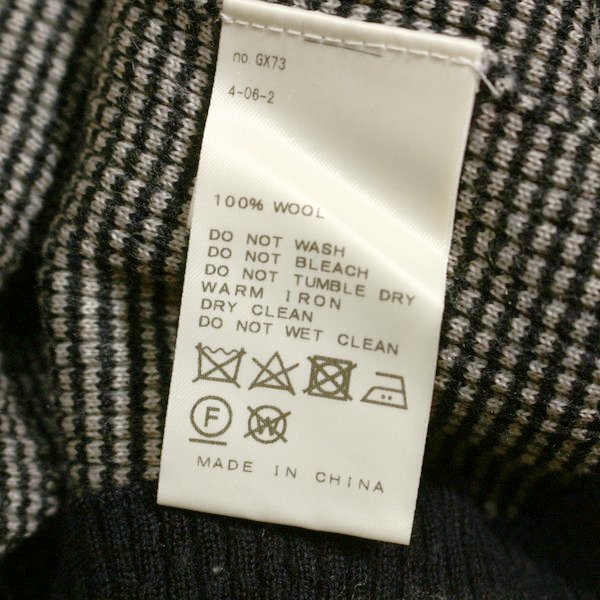 no. GX73
4-06-2
100% WOOL
DO NOT WASH
DO NOT BLEACH
DO NOT TUMBLE DRY
WARM IRON
DRY CLEAN
DO NOT WET CLEAN
F W
MADE IN CHINA